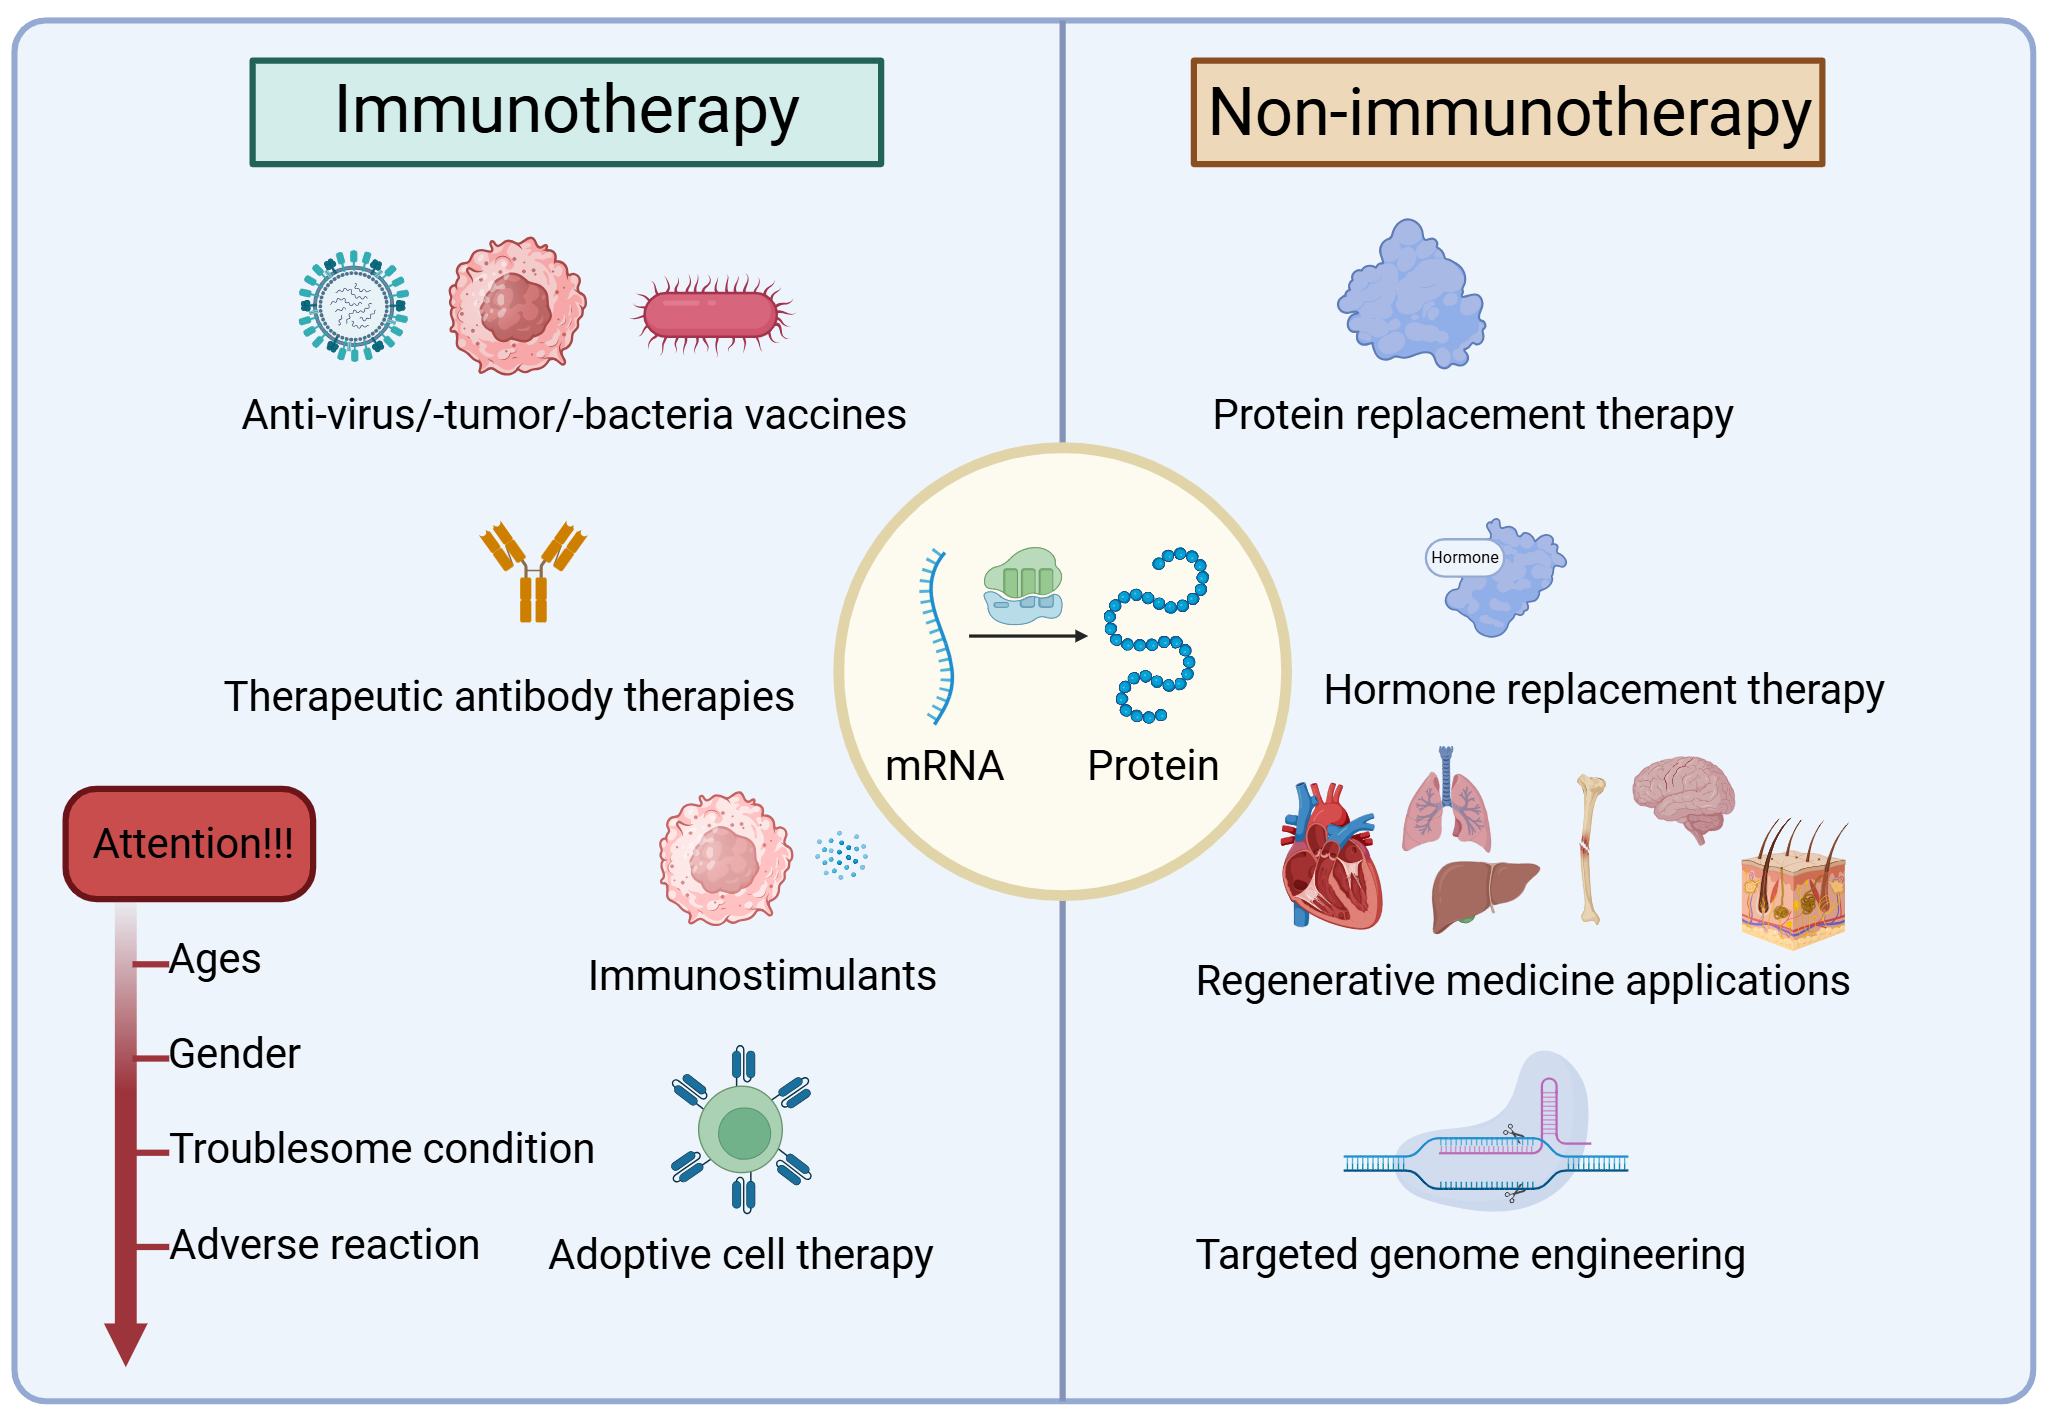 Immunotherapy
Anti-virus/-tumor/-bacteria vaccines
Therapeutic antibody therapies
Attention!!!
Ages
Gender
Troublesome condition
Adverse reaction
Immunostimulants
Adoptive cell therapy
mRNA
Protein
Non-immunotherapy
Protein replacement therapy
Hormone
Hormone replacement therapy
Regenerative medicine applications
Targeted genome engineering